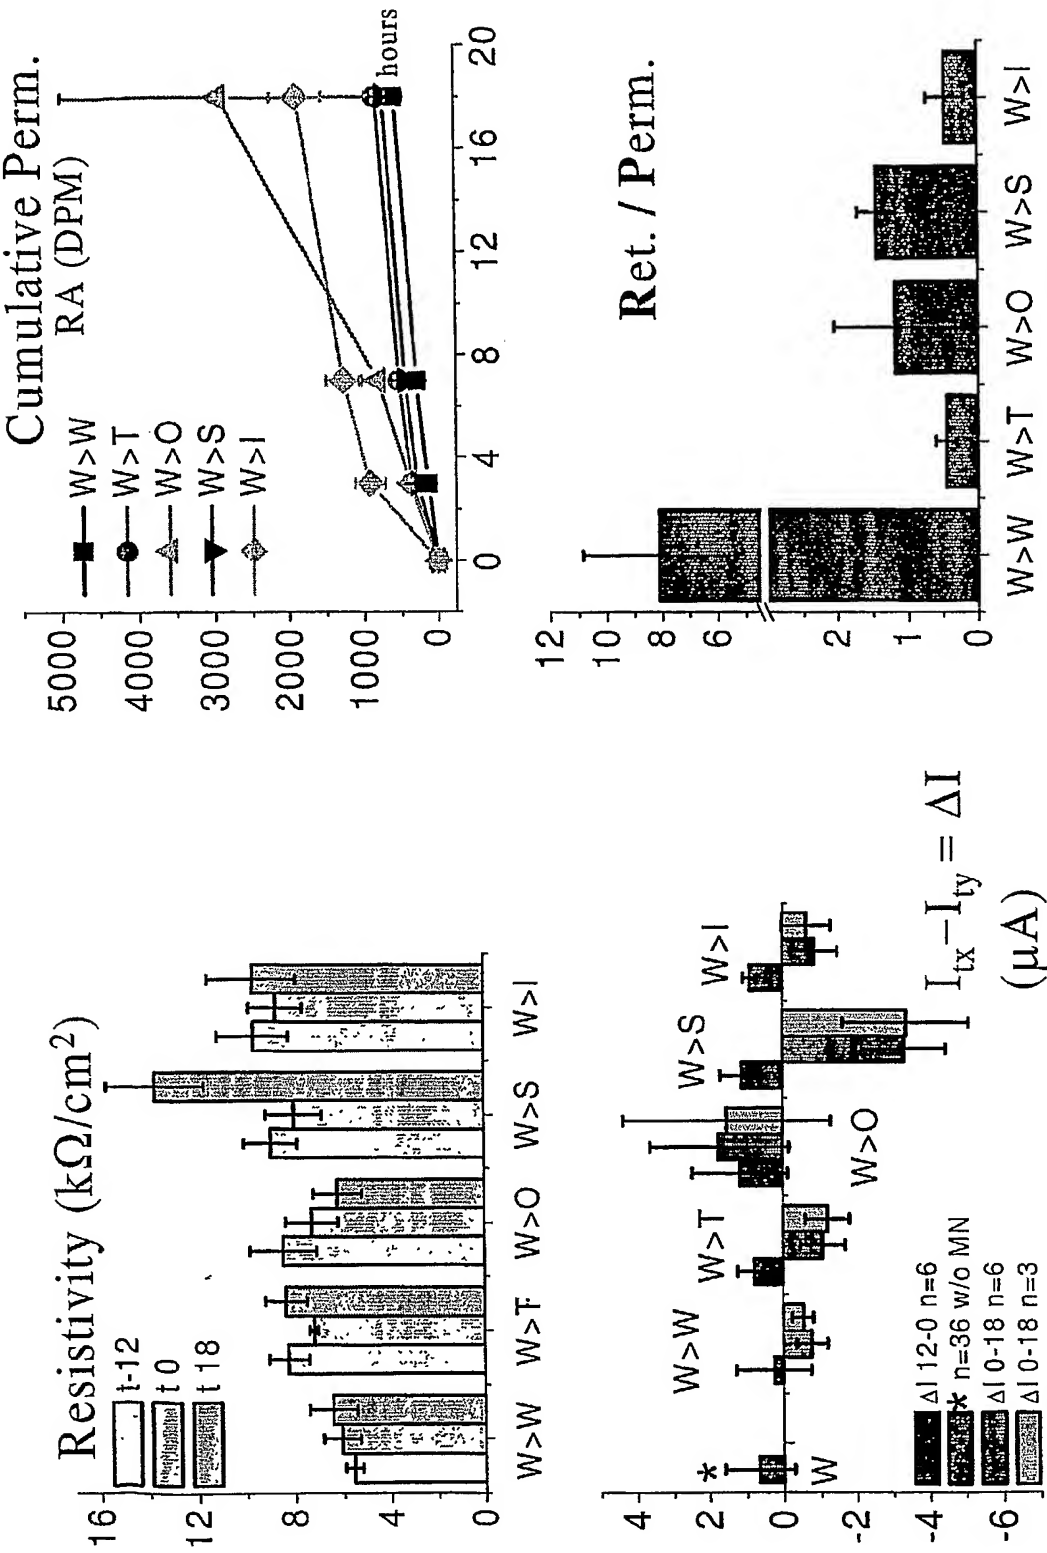 Resistivity (kΩ/cm²)
t-12
t 0
t 18
16
12
8
4
0
W>W
W>T
W>O
W>S
W>I
Cumulative Perm.
RA (DPM)
W>W
W>T
W>O
W>S
W>I
5000
4000
3000
2000
1000
0
0
4
8
12
16
20
hours
4
2
0
-2
-4
-6
*
W
W>W
W>T
W>O
W>S
W>I
ΔI 12-0 n=6
* n=36 w/o MN
ΔI 0-18 n=6
ΔI 0-18 n=3
Itx–Ity = ΔI
(µA)
Ret. / Perm.
12
10
8
6
2
1
0
W>W
W>T
W>O
W>S
W>I